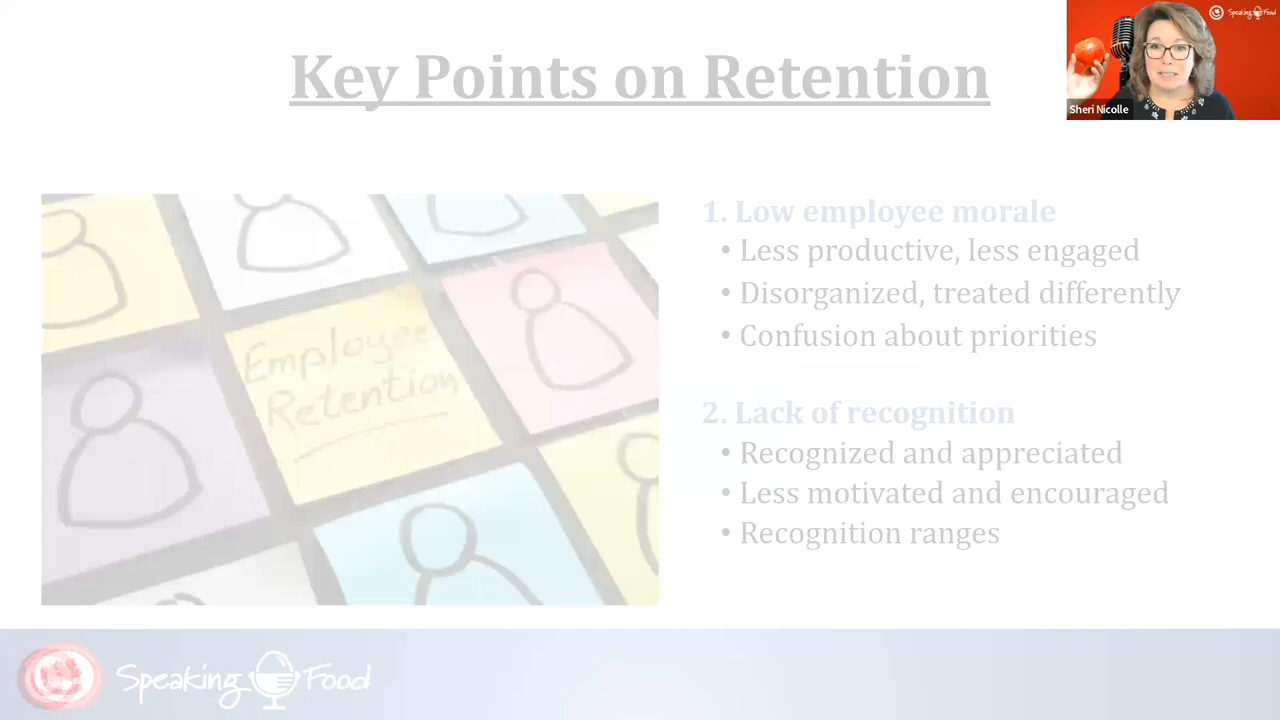 Key Points on Retention
Speaking Food
Sheri Nicolle
Employee
Retention
1. Low employee morale
• Less productive, less engaged
• Disorganized, treated differently
• Confusion about priorities
2. Lack of recognition
• Recognized and appreciated
• Less motivated and encouraged
• Recognition ranges
Speaking Food